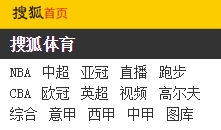 搜狐首页
搜狐体育
NBA 中超 亚冠 直播 跑步
CBA 欧冠 英超 视频 高尔夫
综合 意甲 西甲 中甲 图库